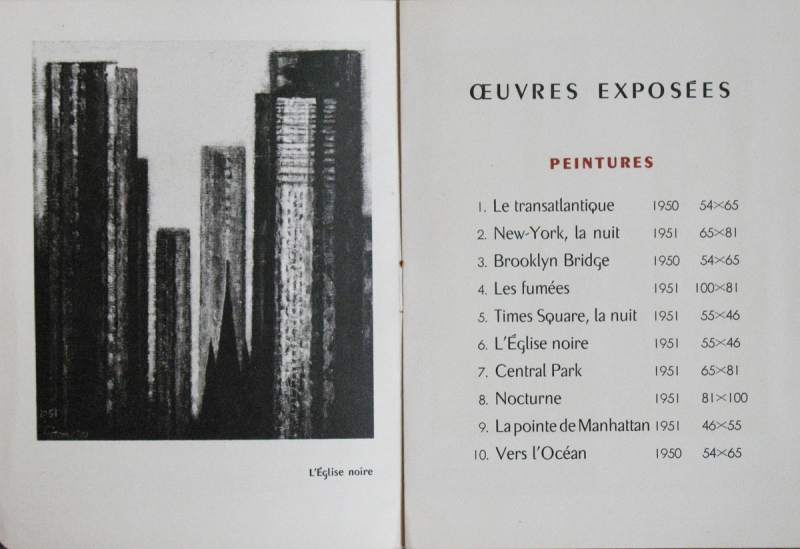 1951
L'Église noire
ŒUVRES EXPOSÉES
PEINTURES
1. Le transatlantique 1950 54×65
2. New-York, la nuit 1951 65×81
3. Brooklyn Bridge 1950 54×65
4. Les fumées 1951 100×81
5. Times Square, la nuit 1951 55×46
6. L'Église noire 1951 55×46
7. Central Park 1951 65×81
8. Nocturne 1951 81×100
9. La pointe de Manhattan 1951 46×55
10. Vers l'Océan 1950 54×65